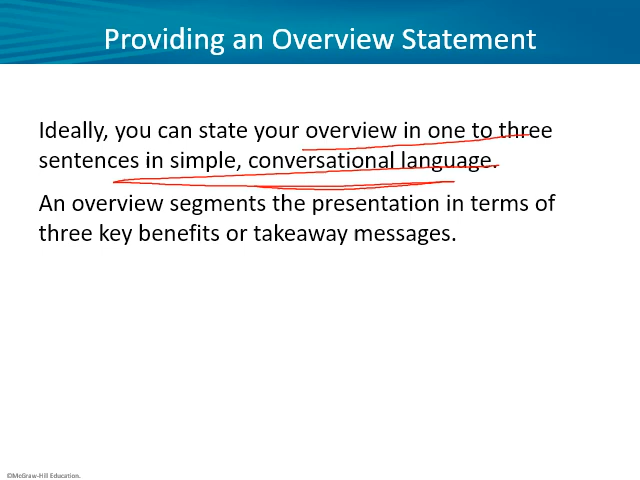 Providing an Overview Statement
Ideally, you can state your overview in one to three
sentences in simple, conversational language.
An overview segments the presentation in terms of
three key benefits or takeaway messages.
©McGraw-Hill Education.